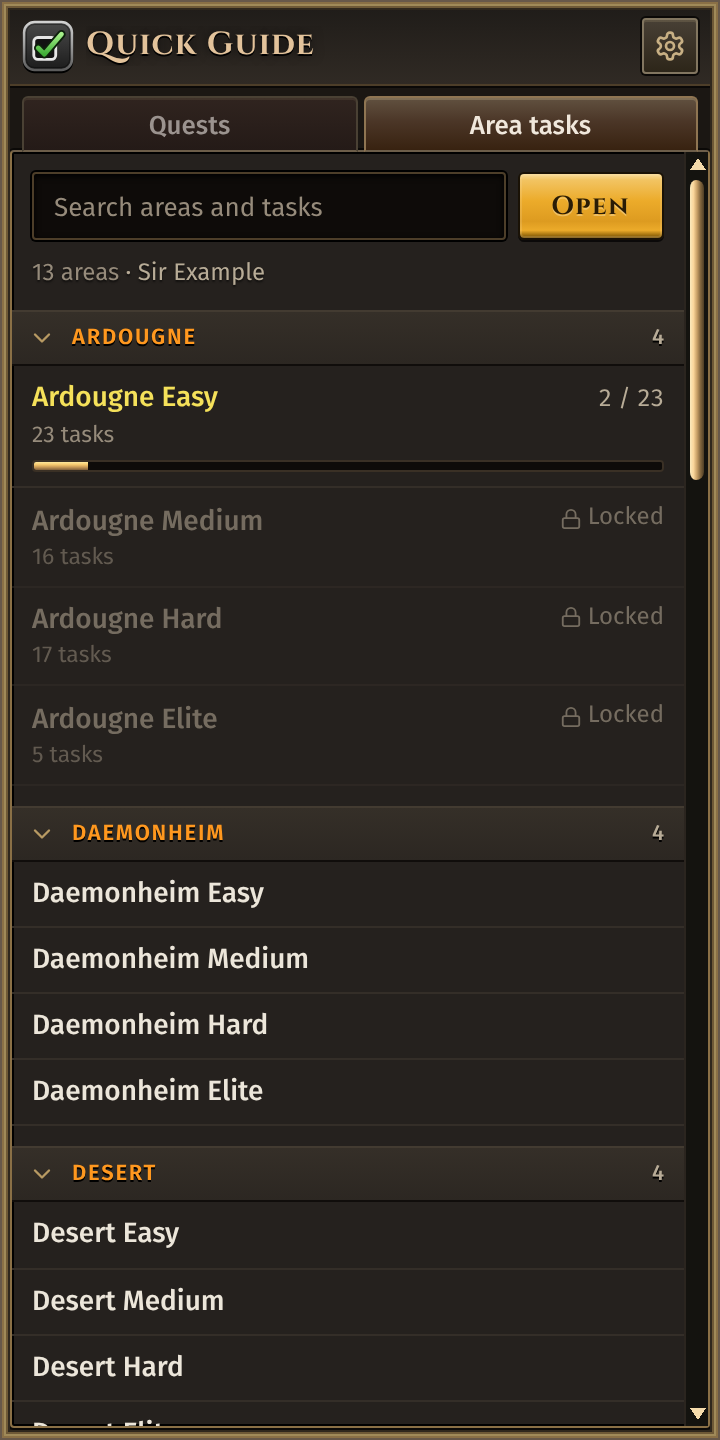 Quick Guide
Quests
Area tasks
Search areas and tasks
Open
13 areas · Sir Example
ARDOUGNE 4
Ardougne Easy 2 / 23
23 tasks
Ardougne Medium Locked
16 tasks
Ardougne Hard Locked
17 tasks
Ardougne Elite Locked
5 tasks
DAEMONHEIM 4
Daemonheim Easy
Daemonheim Medium
Daemonheim Hard
Daemonheim Elite
DESERT 4
Desert Easy
Desert Medium
Desert Hard